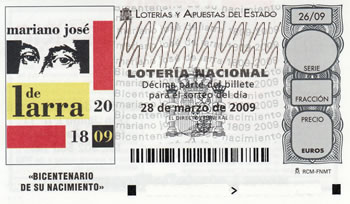 mariano josé
de
larra
20
18 09
«BICENTENARIO
DE SU NACIMIENTO»
LOTERÍAS Y APUESTAS DEL ESTADO
LOTERÍA NACIONAL
Décima parte del billete
para el sorteo del día
28 de marzo de 2009
EL DIRECTOR GENERAL
26/09
SERIE
FRACCIÓN
PRECIO
EUROS
RCM-FNMT